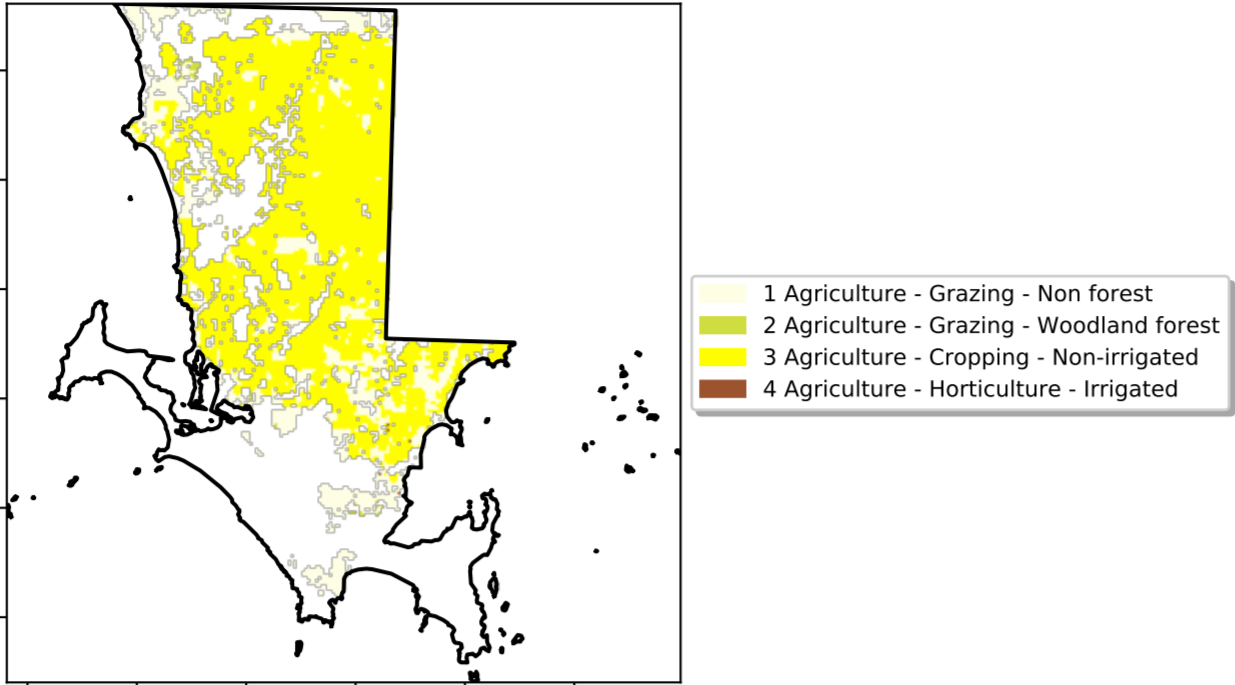 1 Agriculture - Grazing - Non forest
2 Agriculture - Grazing - Woodland forest
3 Agriculture - Cropping - Non-irrigated
4 Agriculture - Horticulture - Irrigated